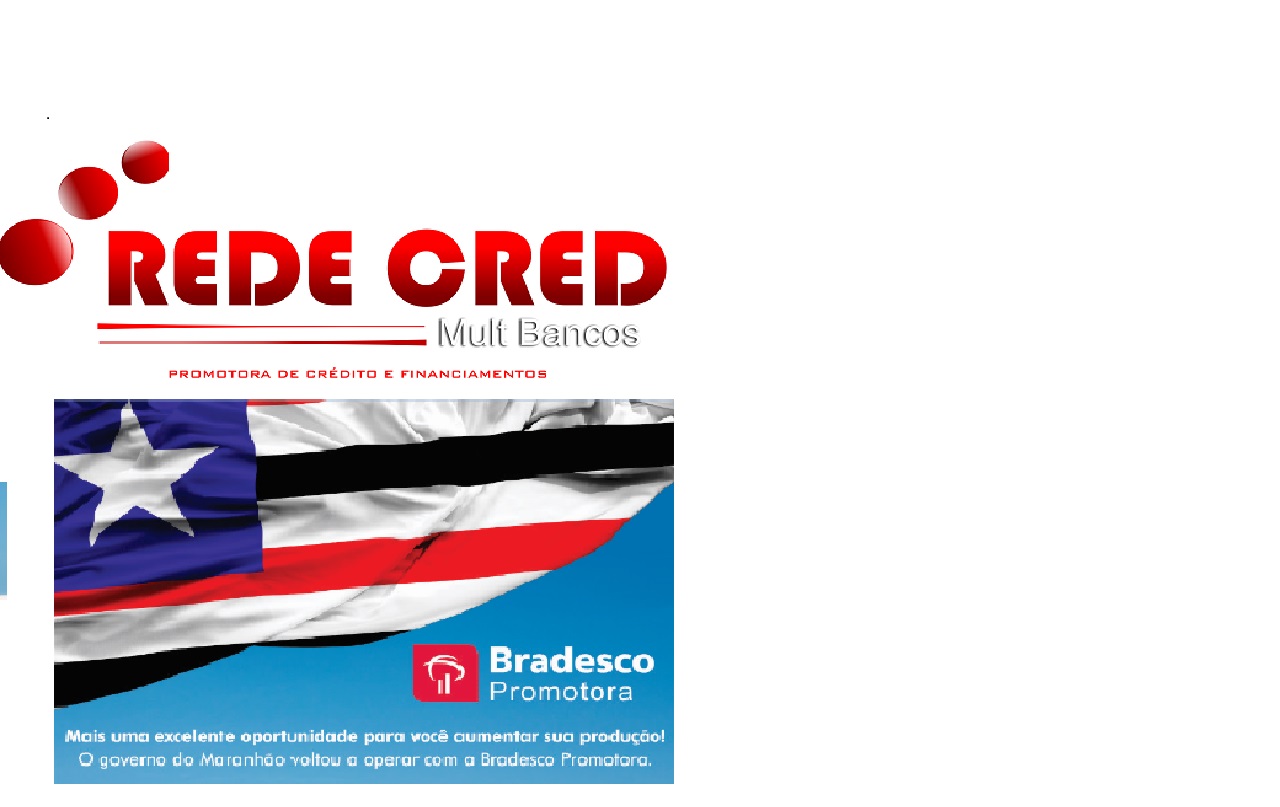 REDE CRED
Mult Bancos
PROMOTORA DE CRÉDITO E FINANCIAMENTOS
Bradesco
Promotora
Mais uma excelente oportunidade para você aumentar sua produção!
O governo do Maranhão voltou a operar com a Bradesco Promotora.